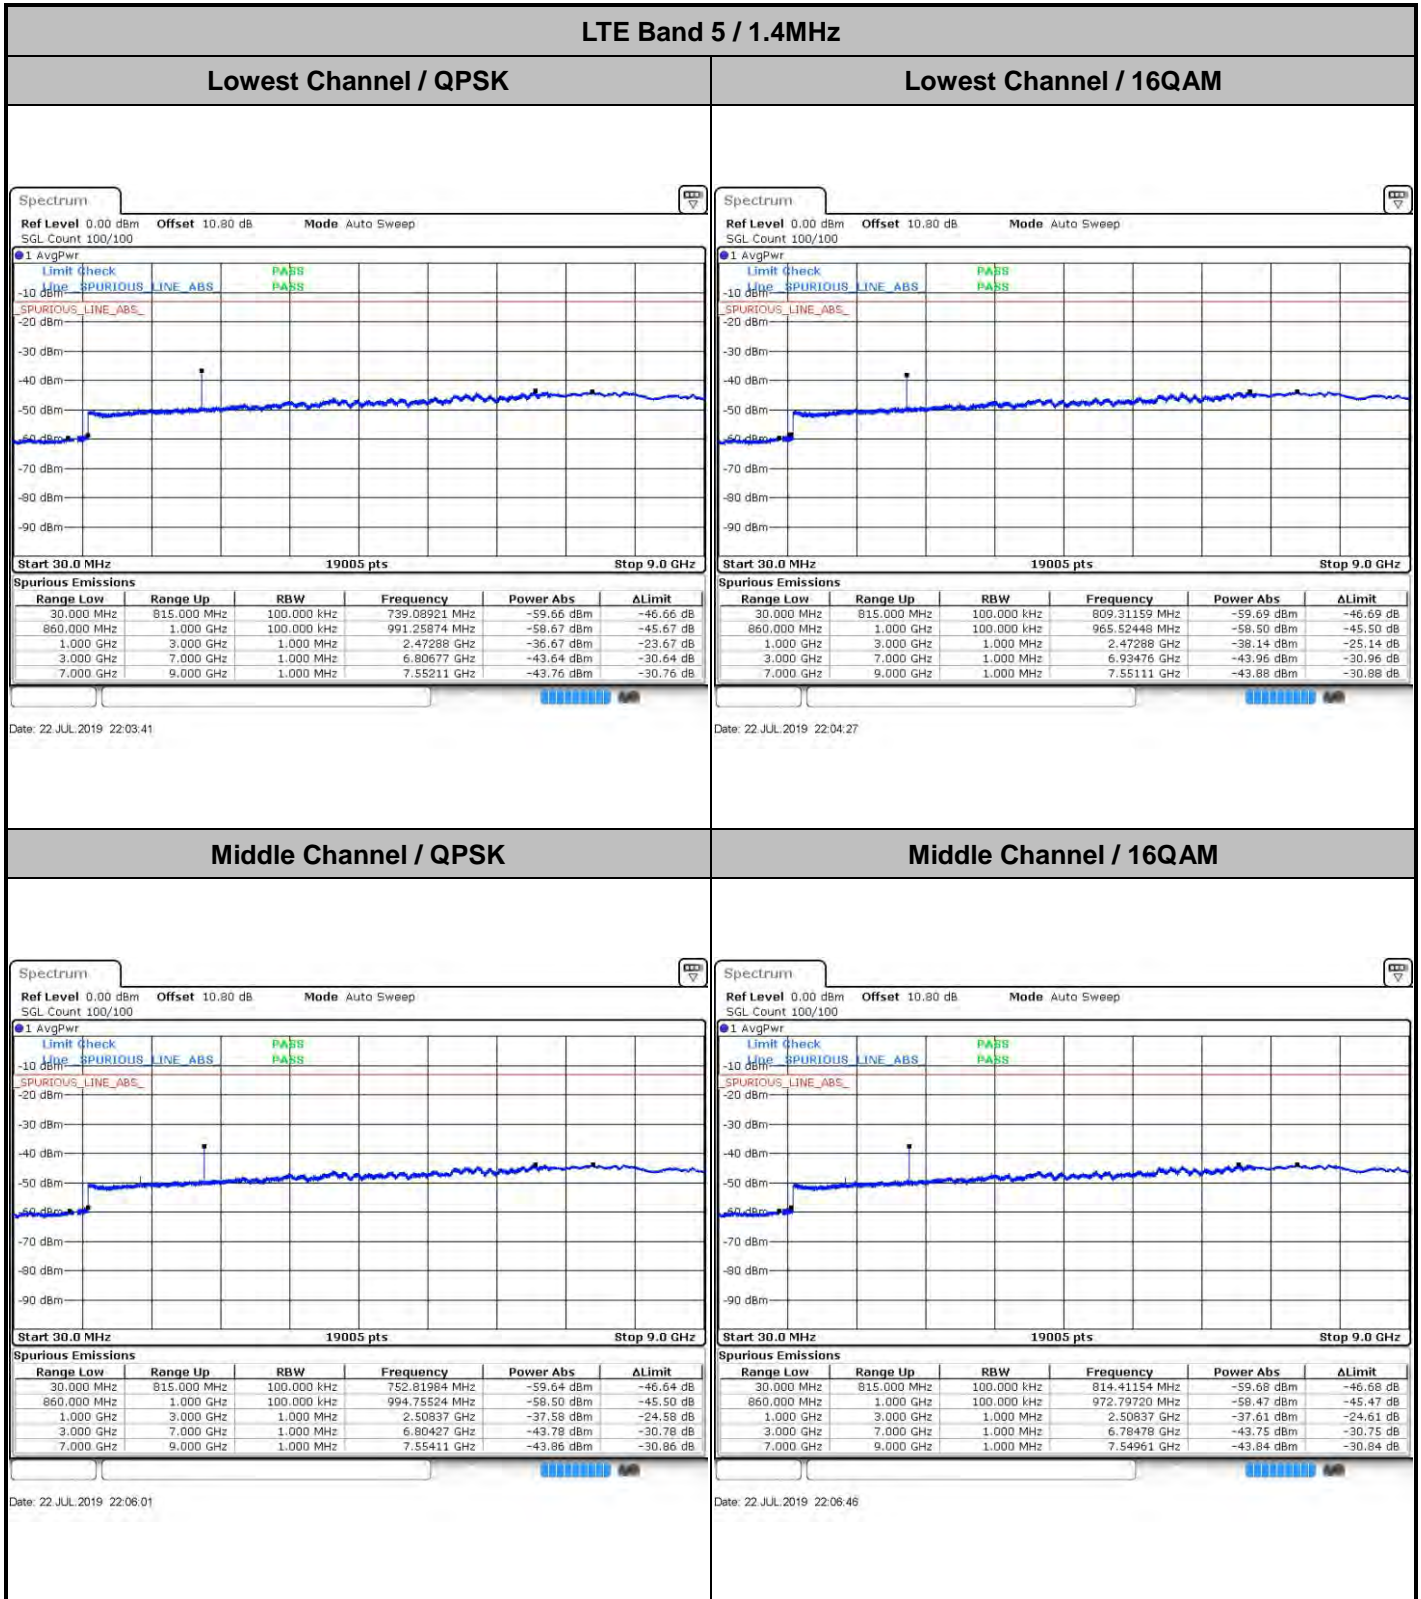 LTE Band 5 / 1.4MHz
Lowest Channel / QPSK
Lowest Channel / 16QAM
Spectrum
Ref Level 0.00 dBm Offset 10.80 dB Mode Auto Sweep
SGL Count 100/100
1 AvgPwr
Limit Check PASS
Line _SPURIOUS_LINE_ABS_ PASS
-10 dBm
_SPURIOUS_LINE_ABS_
-20 dBm
-30 dBm
-40 dBm
-50 dBm
-60 dBm
-70 dBm
-80 dBm
-90 dBm
Start 30.0 MHz 19005 pts Stop 9.0 GHz
Spurious Emissions
Range Low Range Up RBW Frequency Power Abs ΔLimit
30.000 MHz 815.000 MHz 100.000 kHz 739.08921 MHz -59.66 dBm -46.66 dB
860.000 MHz 1.000 GHz 100.000 kHz 991.25874 MHz -58.67 dBm -45.67 dB
1.000 GHz 3.000 GHz 1.000 MHz 2.47288 GHz -36.67 dBm -23.67 dB
3.000 GHz 7.000 GHz 1.000 MHz 6.80677 GHz -43.64 dBm -30.64 dB
7.000 GHz 9.000 GHz 1.000 MHz 7.55211 GHz -43.76 dBm -30.76 dB
Date: 22.JUL.2019 22:03:41
Spectrum
Ref Level 0.00 dBm Offset 10.80 dB Mode Auto Sweep
SGL Count 100/100
1 AvgPwr
Limit Check PASS
Line _SPURIOUS_LINE_ABS_ PASS
-10 dBm
_SPURIOUS_LINE_ABS_
-20 dBm
-30 dBm
-40 dBm
-50 dBm
-60 dBm
-70 dBm
-80 dBm
-90 dBm
Start 30.0 MHz 19005 pts Stop 9.0 GHz
Spurious Emissions
Range Low Range Up RBW Frequency Power Abs ΔLimit
30.000 MHz 815.000 MHz 100.000 kHz 809.31159 MHz -59.69 dBm -46.69 dB
860.000 MHz 1.000 GHz 100.000 kHz 965.52448 MHz -58.50 dBm -45.50 dB
1.000 GHz 3.000 GHz 1.000 MHz 2.47288 GHz -38.14 dBm -25.14 dB
3.000 GHz 7.000 GHz 1.000 MHz 6.93476 GHz -43.96 dBm -30.96 dB
7.000 GHz 9.000 GHz 1.000 MHz 7.55111 GHz -43.88 dBm -30.88 dB
Date: 22.JUL.2019 22:04:27
Middle Channel / QPSK
Middle Channel / 16QAM
Spectrum
Ref Level 0.00 dBm Offset 10.80 dB Mode Auto Sweep
SGL Count 100/100
1 AvgPwr
Limit Check PASS
Line _SPURIOUS_LINE_ABS_ PASS
-10 dBm
_SPURIOUS_LINE_ABS_
-20 dBm
-30 dBm
-40 dBm
-50 dBm
-60 dBm
-70 dBm
-80 dBm
-90 dBm
Start 30.0 MHz 19005 pts Stop 9.0 GHz
Spurious Emissions
Range Low Range Up RBW Frequency Power Abs ΔLimit
30.000 MHz 815.000 MHz 100.000 kHz 752.81984 MHz -59.64 dBm -46.64 dB
860.000 MHz 1.000 GHz 100.000 kHz 994.75524 MHz -58.50 dBm -45.50 dB
1.000 GHz 3.000 GHz 1.000 MHz 2.50837 GHz -37.58 dBm -24.58 dB
3.000 GHz 7.000 GHz 1.000 MHz 6.80427 GHz -43.78 dBm -30.78 dB
7.000 GHz 9.000 GHz 1.000 MHz 7.55411 GHz -43.86 dBm -30.86 dB
Date: 22.JUL.2019 22:06:01
Spectrum
Ref Level 0.00 dBm Offset 10.80 dB Mode Auto Sweep
SGL Count 100/100
1 AvgPwr
Limit Check PASS
Line _SPURIOUS_LINE_ABS_ PASS
-10 dBm
_SPURIOUS_LINE_ABS_
-20 dBm
-30 dBm
-40 dBm
-50 dBm
-60 dBm
-70 dBm
-80 dBm
-90 dBm
Start 30.0 MHz 19005 pts Stop 9.0 GHz
Spurious Emissions
Range Low Range Up RBW Frequency Power Abs ΔLimit
30.000 MHz 815.000 MHz 100.000 kHz 814.41154 MHz -59.68 dBm -46.68 dB
860.000 MHz 1.000 GHz 100.000 kHz 972.79720 MHz -58.47 dBm -45.47 dB
1.000 GHz 3.000 GHz 1.000 MHz 2.50837 GHz -37.61 dBm -24.61 dB
3.000 GHz 7.000 GHz 1.000 MHz 6.78478 GHz -43.75 dBm -30.75 dB
7.000 GHz 9.000 GHz 1.000 MHz 7.54961 GHz -43.84 dBm -30.84 dB
Date: 22.JUL.2019 22:06:46